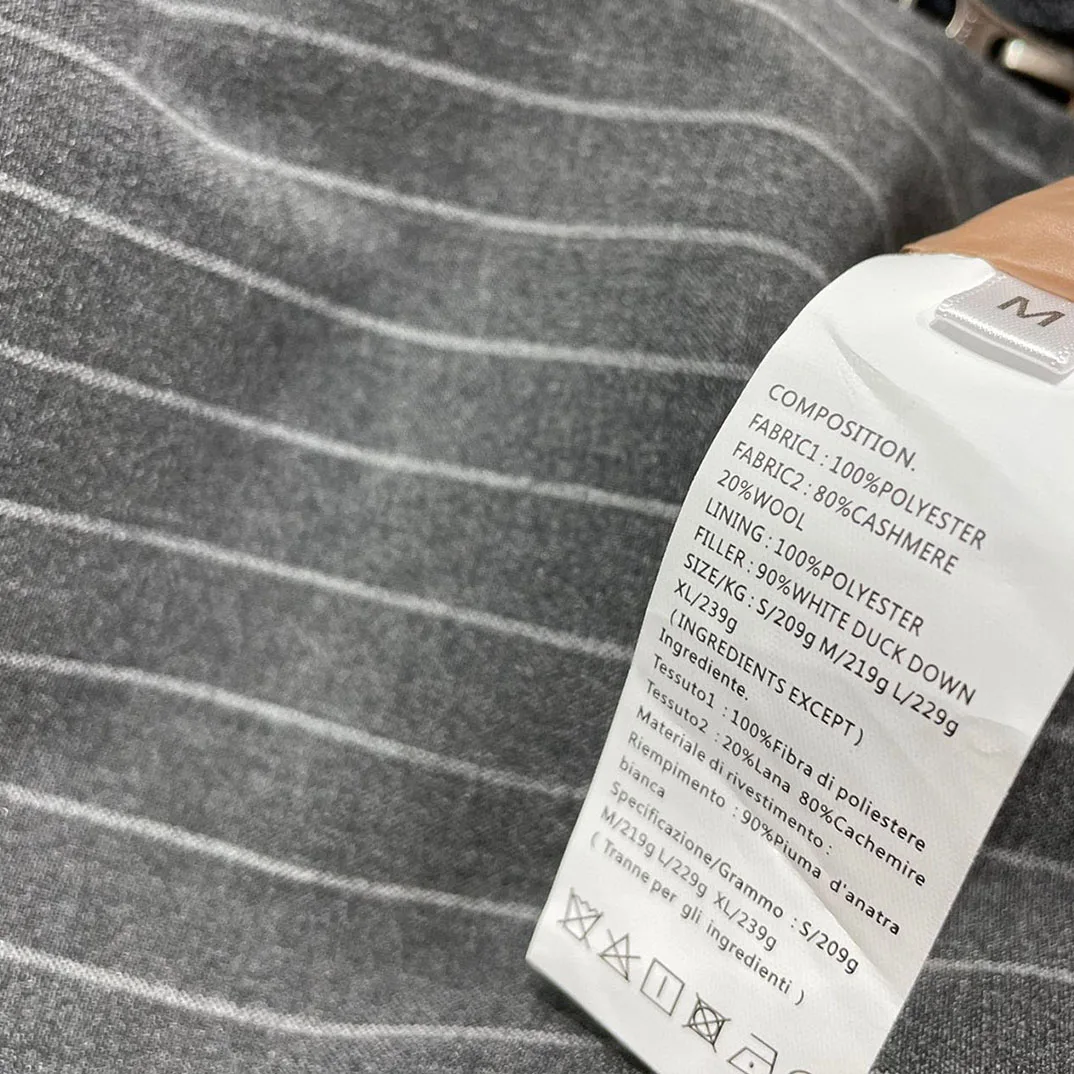 M
COMPOSITION.
FABRIC1：100%POLYESTER
FABRIC2：80%CASHMERE
20%WOOL
LINING：100%POLYESTER
FILLER：90%WHITE DUCK DOWN
SIZE/KG：S/209g M/219g L/229g
XL/239g
(INGREDIENTS EXCEPT)
Ingrediente.
Tessuto1 ：100%Fibra di poliestere
Tessuto2 ：20%Lana 80%Cachemire
Materiale di rivestimento：
Riempimento ：90%Piuma d'anatra
bianca
Specificazione/Grammo ：S/209g
M/219g L/229g XL/239g
( Tranne per gli ingredienti )